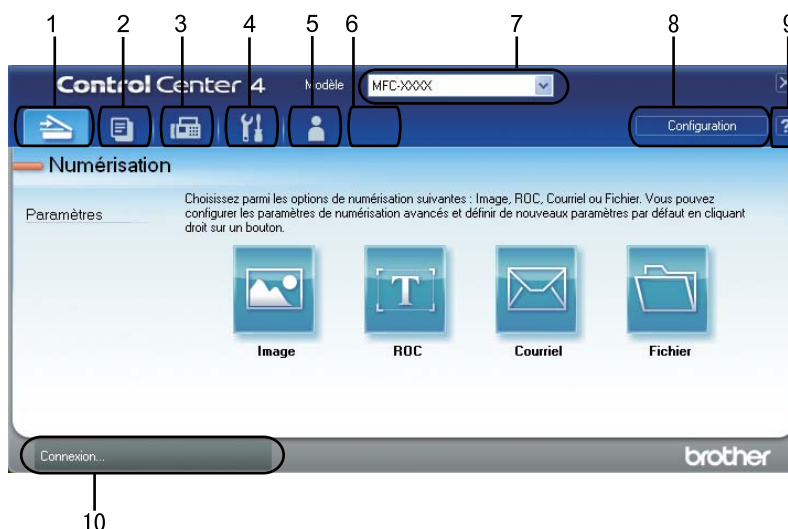 1 2 3 4 5 6 7 8 9
Control Center 4 Modèle MFC-XXXX
Configuration ?
Numérisation
Paramètres
Choisissez parmi les options de numérisation suivantes : Image, ROC, Courriel ou Fichier. Vous pouvez
configurer les paramètres de numérisation avancés et définir de nouveaux paramètres par défaut en cliquant
droit sur un bouton.
T
Image ROC Courriel Fichier
Connexion... brother
10